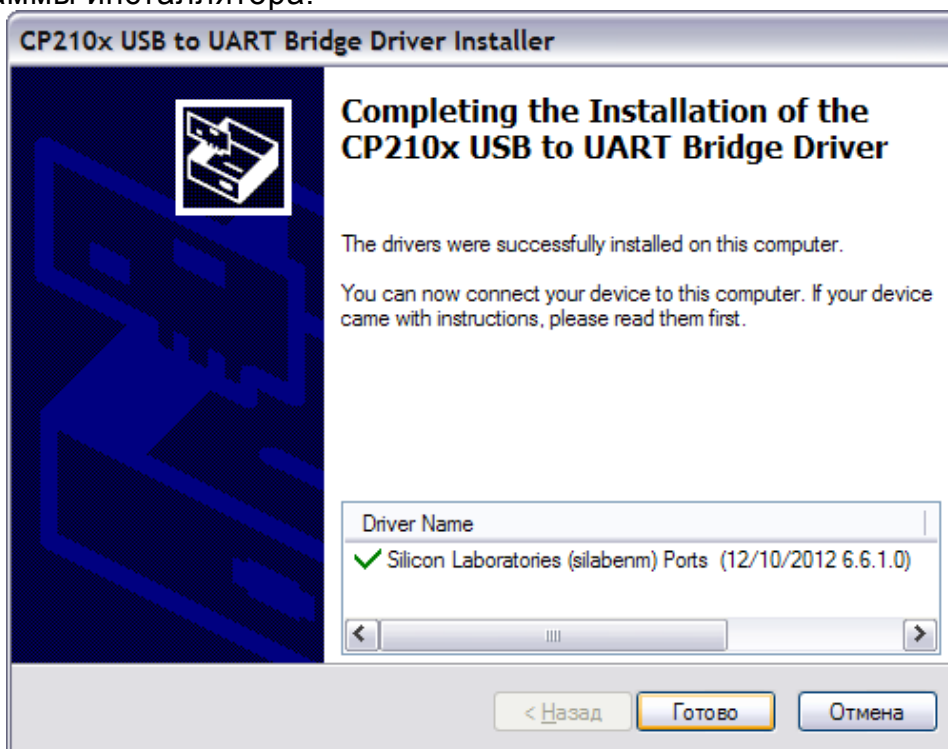 инсталлятора.
CP210x USB to UART Bridge Driver Installer
Completing the Installation of the
CP210x USB to UART Bridge Driver
The drivers were successfully installed on this computer.
You can now connect your device to this computer. If your device
came with instructions, please read them first.
Driver Name
Silicon Laboratories (silabenm) Ports (12/10/2012 6.6.1.0)
< Назад Готово Отмена